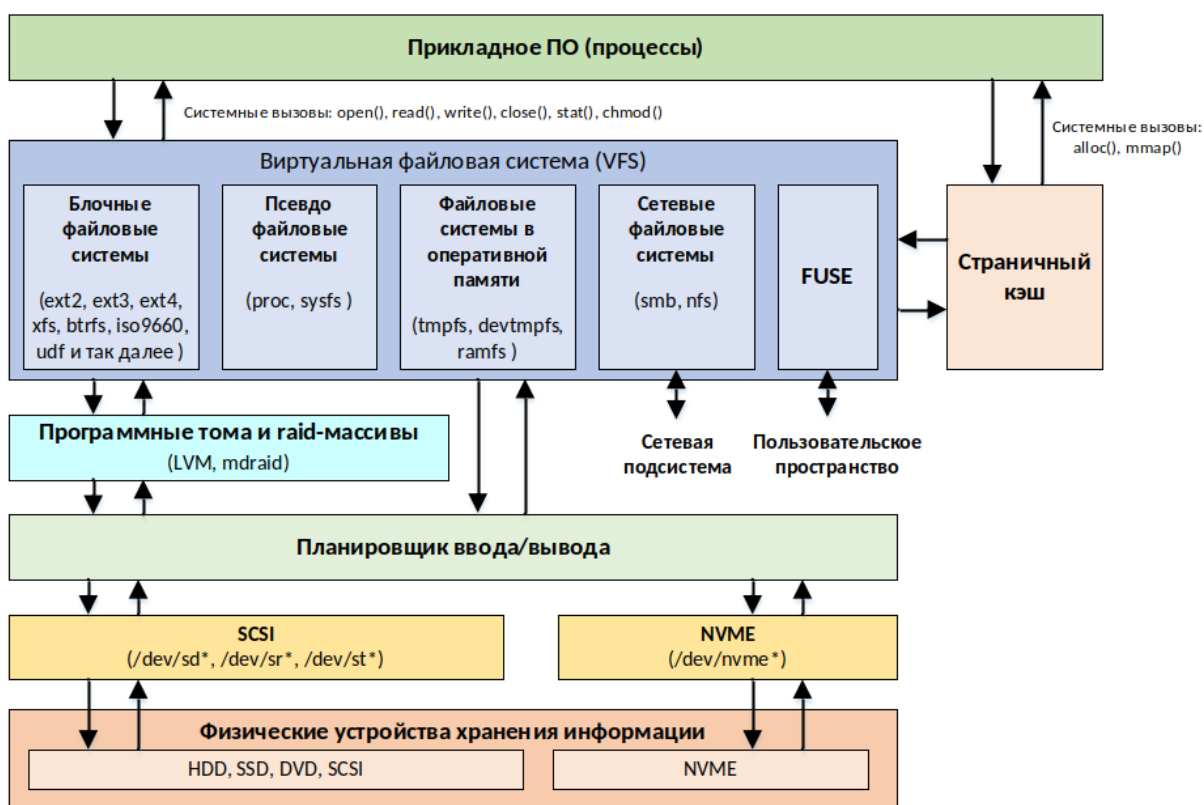 Прикладное ПО (процессы)
Системные вызовы: open(), read(), write(), close(), stat(), chmod()
Системные вызовы:
alloc(), mmap()
Виртуальная файловая система (VFS)
Блочные
файловые
системы
(ext2, ext3, ext4,
xfs, btrfs, iso9660,
udf и так далее )
Псевдо
файловые
системы
(proc, sysfs )
Файловые
системы в
оперативной
памяти
(tmpfs, devtmpfs,
ramfs )
Сетевые
файловые
системы
(smb, nfs)
FUSE
Страничный
кэш
Программные тома и raid-массивы
(LVM, mdraid)
Сетевая
подсистема
Пользовательское
пространство
Планировщик ввода/вывода
SCSI
(/dev/sd*, /dev/sr*, /dev/st*)
NVME
(/dev/nvme*)
Физические устройства хранения информации
HDD, SSD, DVD, SCSI
NVME